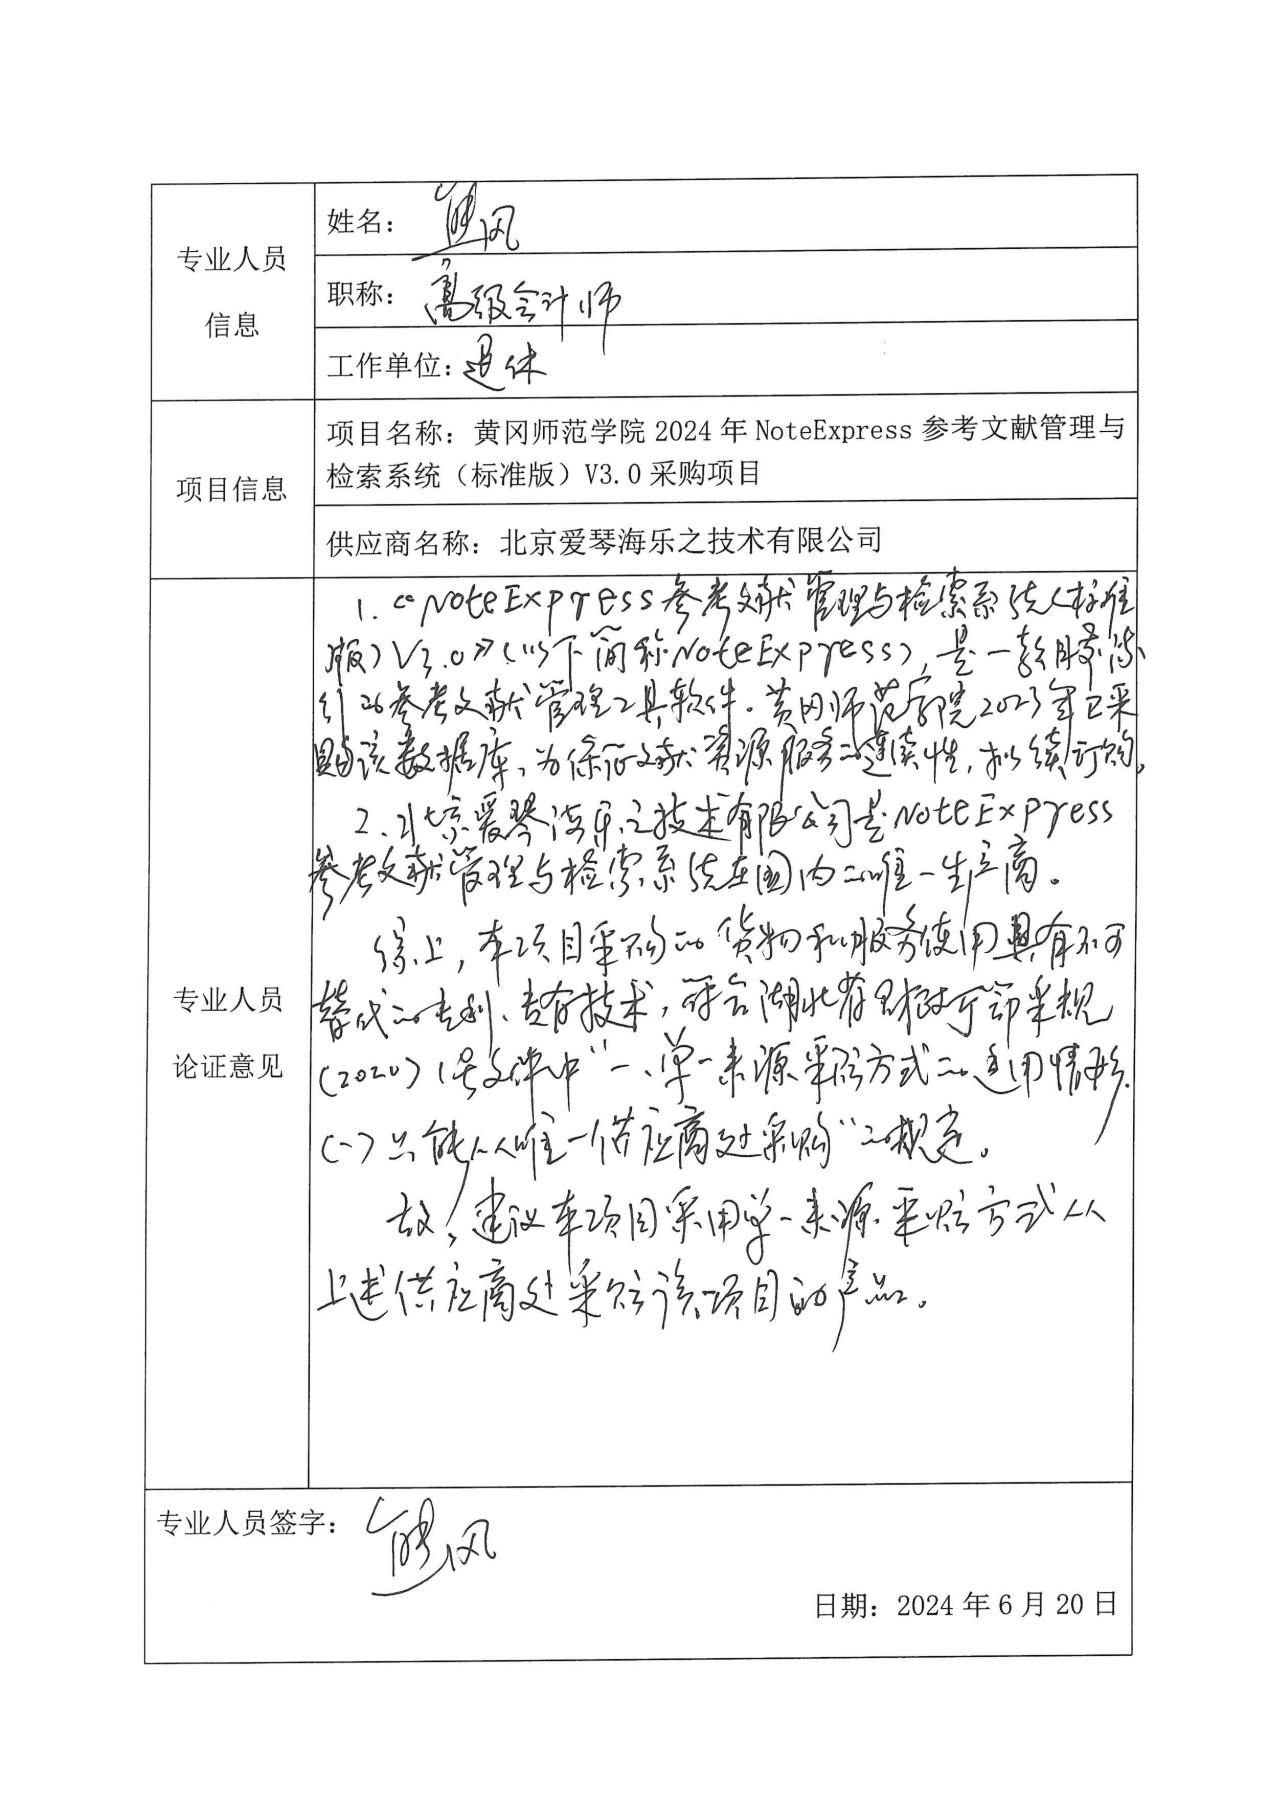 专业人员
信息
姓名：熊风
职称：高级会计师
工作单位：退休
项目信息
项目名称：黄冈师范学院 2024 年 NoteExpress 参考文献管理与
检索系统（标准版）V3.0 采购项目
供应商名称：北京爱琴海乐之技术有限公司
专业人员
论证意见
1.《NoteExpress参考文献管理与检索系统（标准
版）V3.0》（以下简称NoteExpress），是一款
参考文献管理工具软件。黄冈师范学院2023年已采
购该数据库，为保证文献资源服务的连续性，拟续订购。
2.北京爱琴海乐之技术有限公司是NoteExpress
参考文献管理与检索系统在国内的唯一生产商。
综上，本项目采购的货物和服务使用具有不可
替代的专利、专有技术，符合湖北省财政厅鄂采规
（2020）1号文件中“一、单一来源采购方式的适用情形，
（一）只能从唯一供应商处采购”的规定。
故，建议本项目采用单一来源采购方式从
上述供应商处采购该项目的产品。
专业人员签字：熊风
日期：2024 年 6 月 20 日